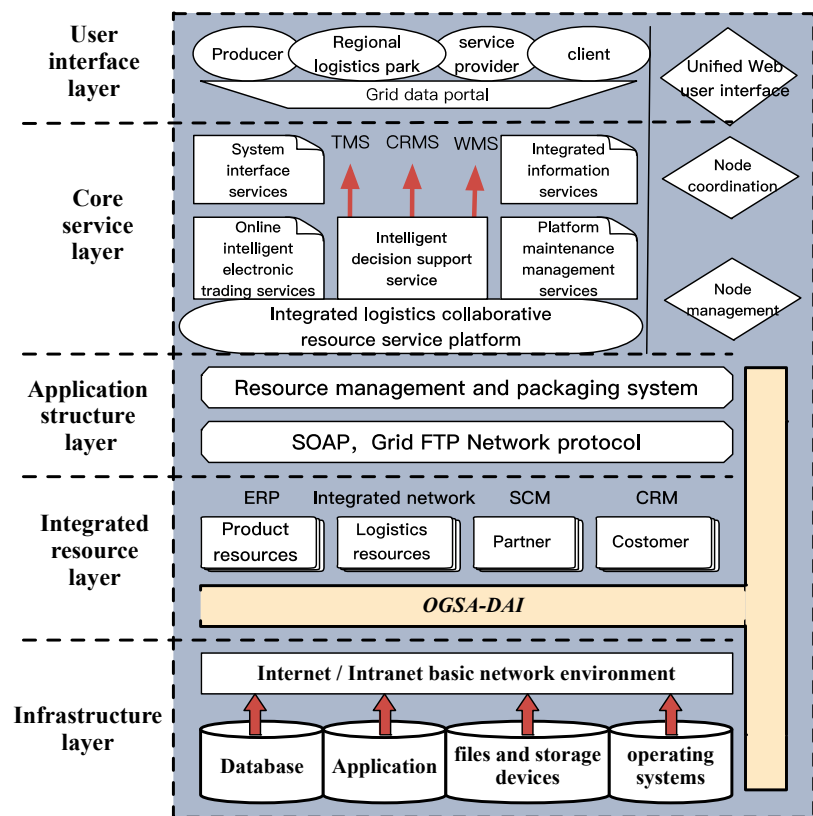 User
interface
layer
Producer
Regional
logistics park
service
provider
client
Grid data portal
Unified Web
user interface
Core
service
layer
System
interface
services
TMS
CRMS
WMS
Integrated
information
services
Node
coordination
Online
intelligent
electronic
trading services
Intelligent
decision support
service
Platform
maintenance
management
services
Node
management
Integrated logistics collaborative
resource service platform
Application
structure
layer
Resource management and packaging system
SOAP, Grid FTP Network protocol
Integrated
resource
layer
ERP
Integrated network
SCM
CRM
Product
resources
Logistics
resources
Partner
Costomer
OGSA-DAI
Infrastructure
layer
Internet / Intranet basic network environment
Database
Application
files and storage
devices
operating
systems